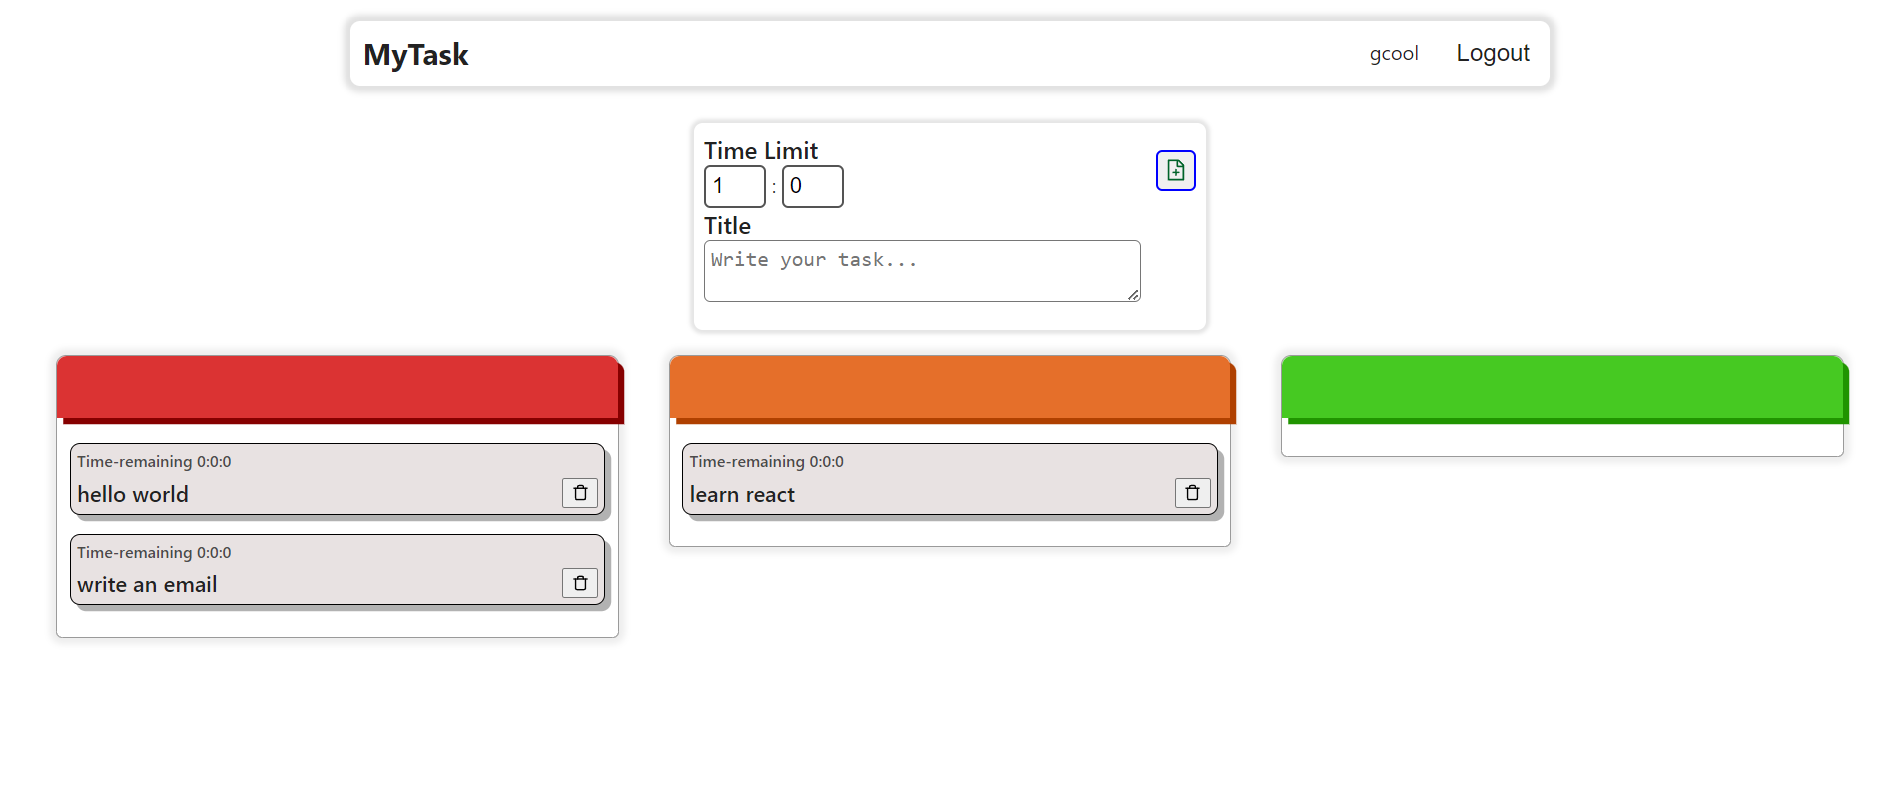 MyTask
gcool
Logout
Time Limit
1 : 0
Title
Write your task...
Time-remaining 0:0:0
hello world
Time-remaining 0:0:0
write an email
Time-remaining 0:0:0
learn react